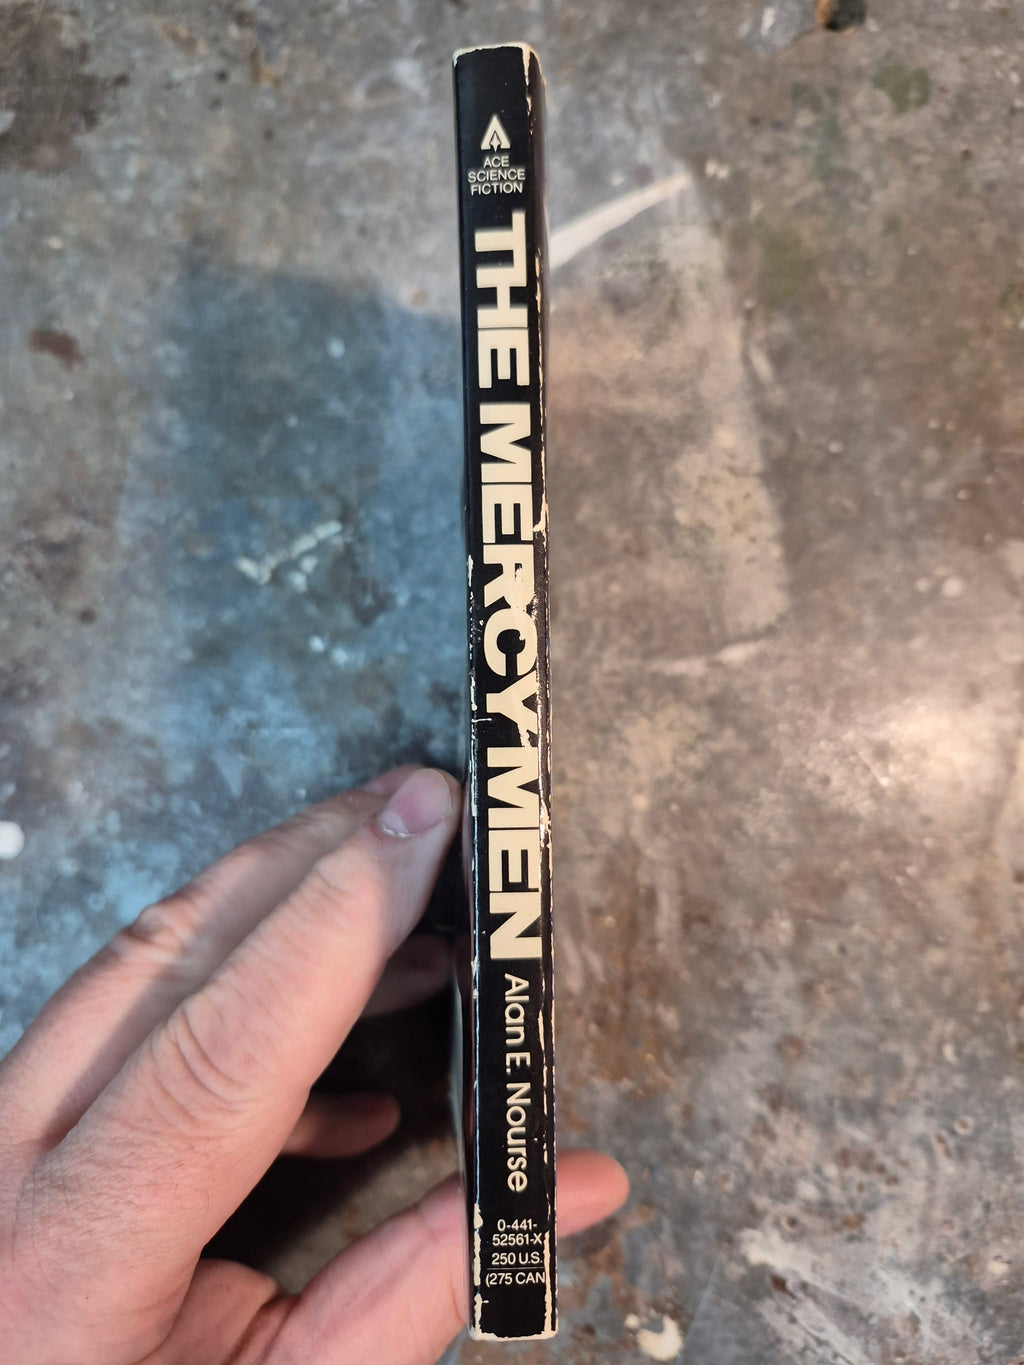 ACE
SCIENCE
FICTION
THE MERCY MEN
Alan E. Nourse
0-441-
52561-X
250 U.S.
(275 CAN